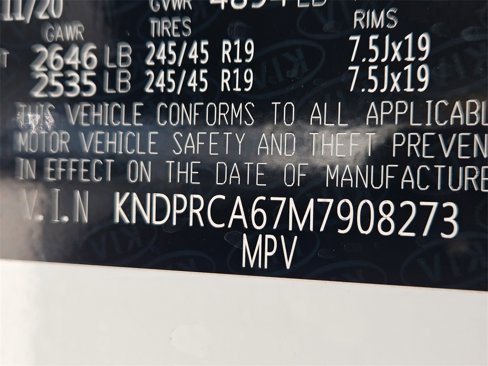 11/20 GVWR LB
GAWR TIRES RIMS
T 2646 LB 245/45 R19 7.5Jx19
2535 LB 245/45 R19 7.5Jx19
THIS VEHICLE CONFORMS TO ALL APPLICABL
MOTOR VEHICLE SAFETY AND THEFT PREVEN
IN EFFECT ON THE DATE OF MANUFACTURE
V.I.N KNDPRCA67M7908273
MPV